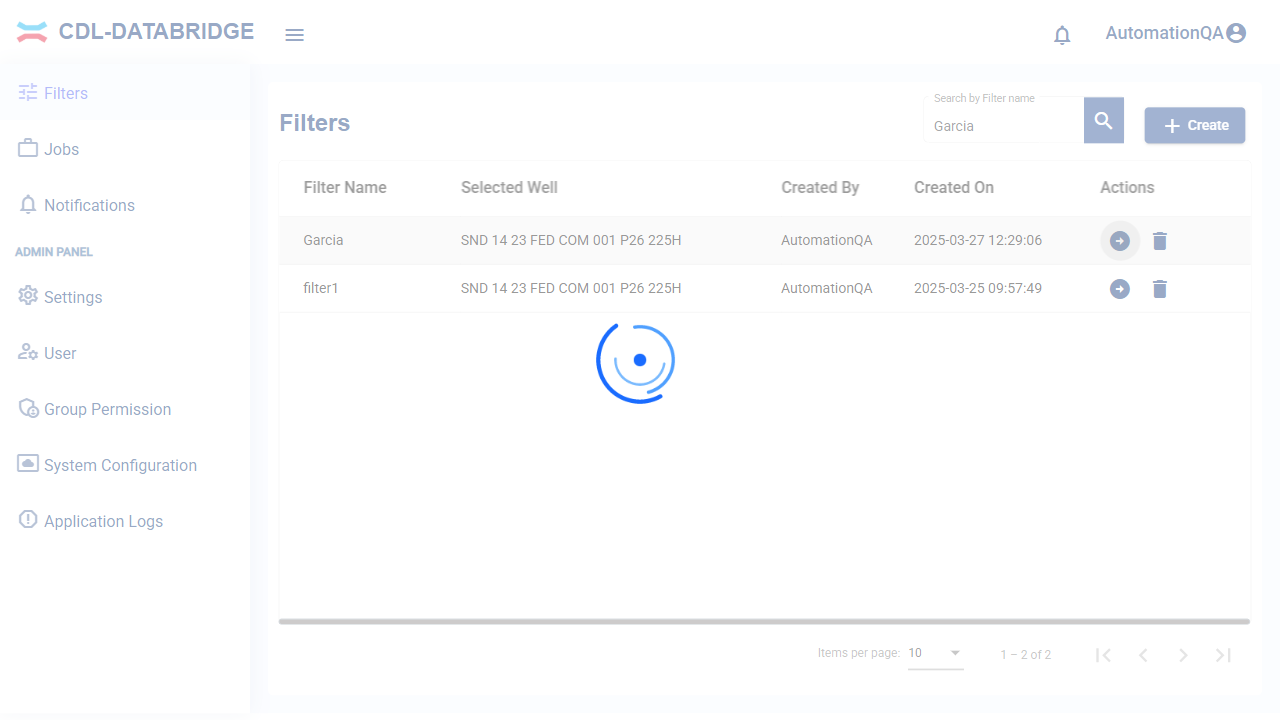 CDL-DATABRIDGE
AutomationQA
Filters
Jobs
Notifications
ADMIN PANEL
Settings
User
Group Permission
System Configuration
Application Logs
Filters
Search by Filter name
Garcia
Create
Filter Name Selected Well Created By Created On Actions
Garcia SND 14 23 FED COM 001 P26 225H AutomationQA 2025-03-27 12:29:06
filter1 SND 14 23 FED COM 001 P26 225H AutomationQA 2025-03-25 09:57:49
Items per page: 10 1 – 2 of 2